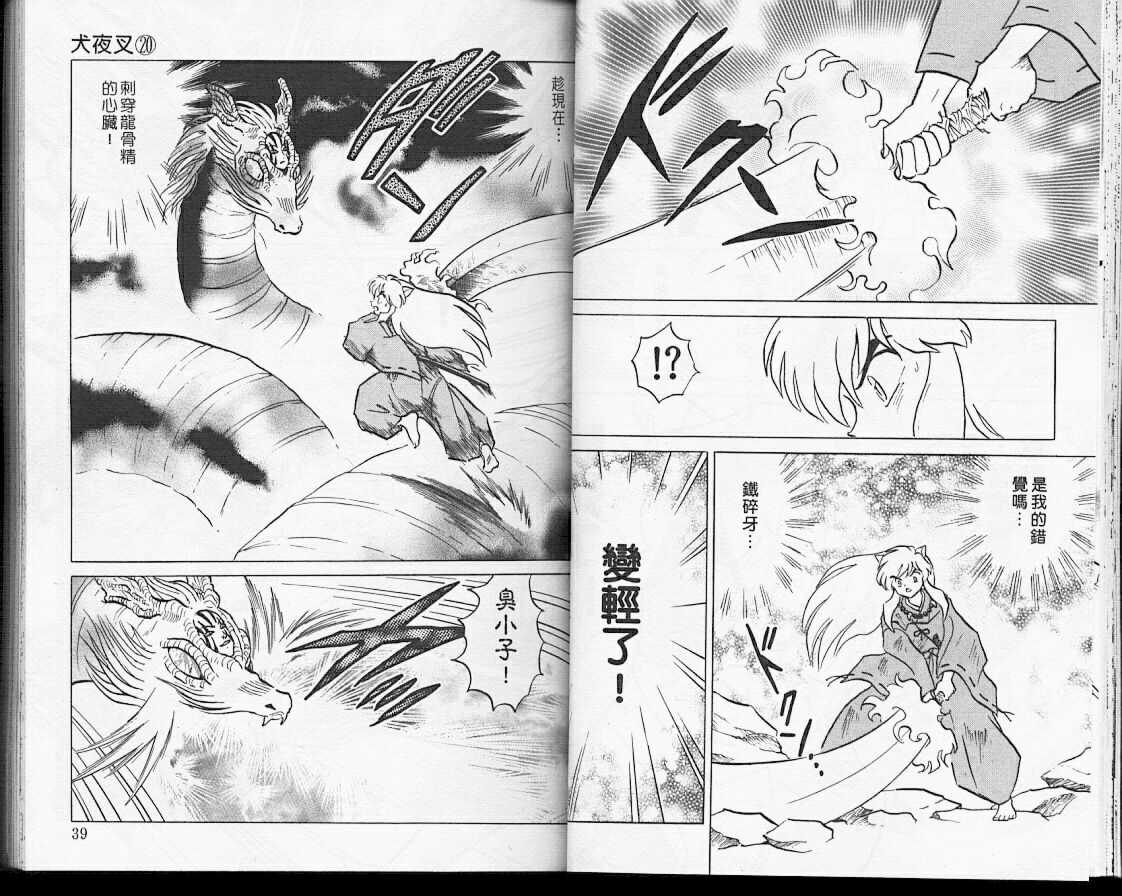 ドクン
!?
是我的錯
覺嗎…
鐵碎牙…
ドクン…
變輕了！
犬夜叉⑳
趁現在…
刺穿龍骨精
的心臟！
臭小子！
39